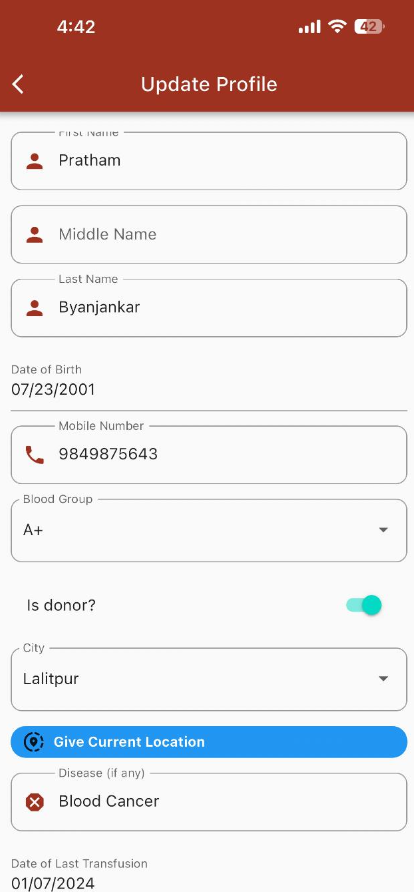 4:42
42
Update Profile
First Name
Pratham
Middle Name
Last Name
Byanjankar
Date of Birth
07/23/2001
Mobile Number
9849875643
Blood Group
A+
Is donor?
City
Lalitpur
Give Current Location
Disease (if any)
Blood Cancer
Date of Last Transfusion
01/07/2024